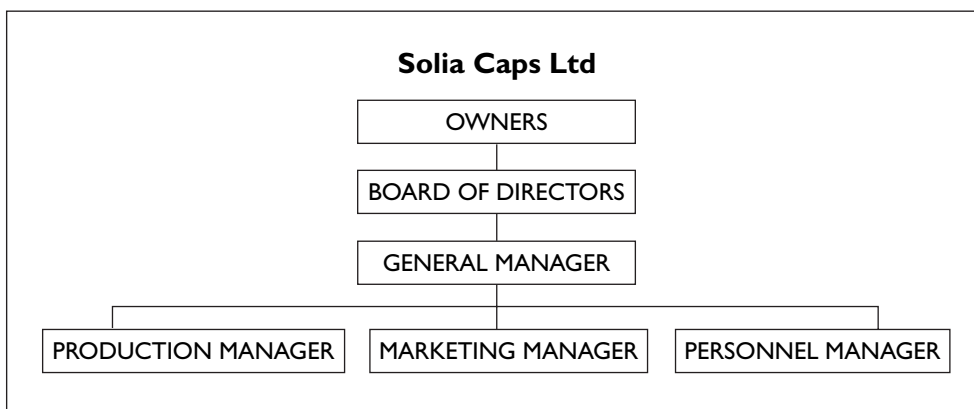 Solia Caps Ltd
OWNERS
BOARD OF DIRECTORS
GENERAL MANAGER
PRODUCTION MANAGER
MARKETING MANAGER
PERSONNEL MANAGER